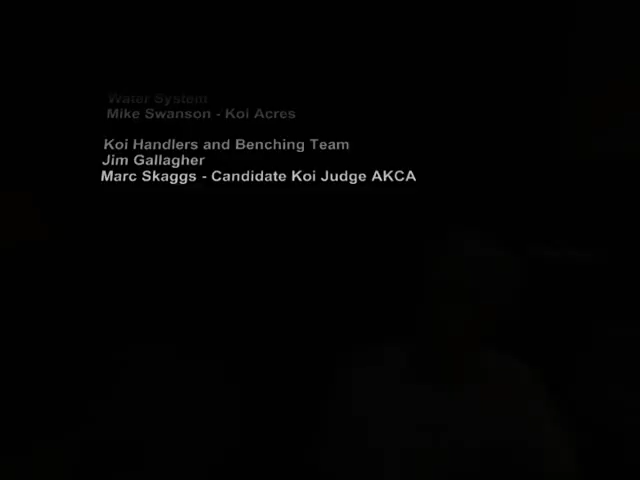 Water System
Mike Swanson - Koi Acres
Koi Handlers and Benching Team
Jim Gallagher
Marc Skaggs - Candidate Koi Judge AKCA